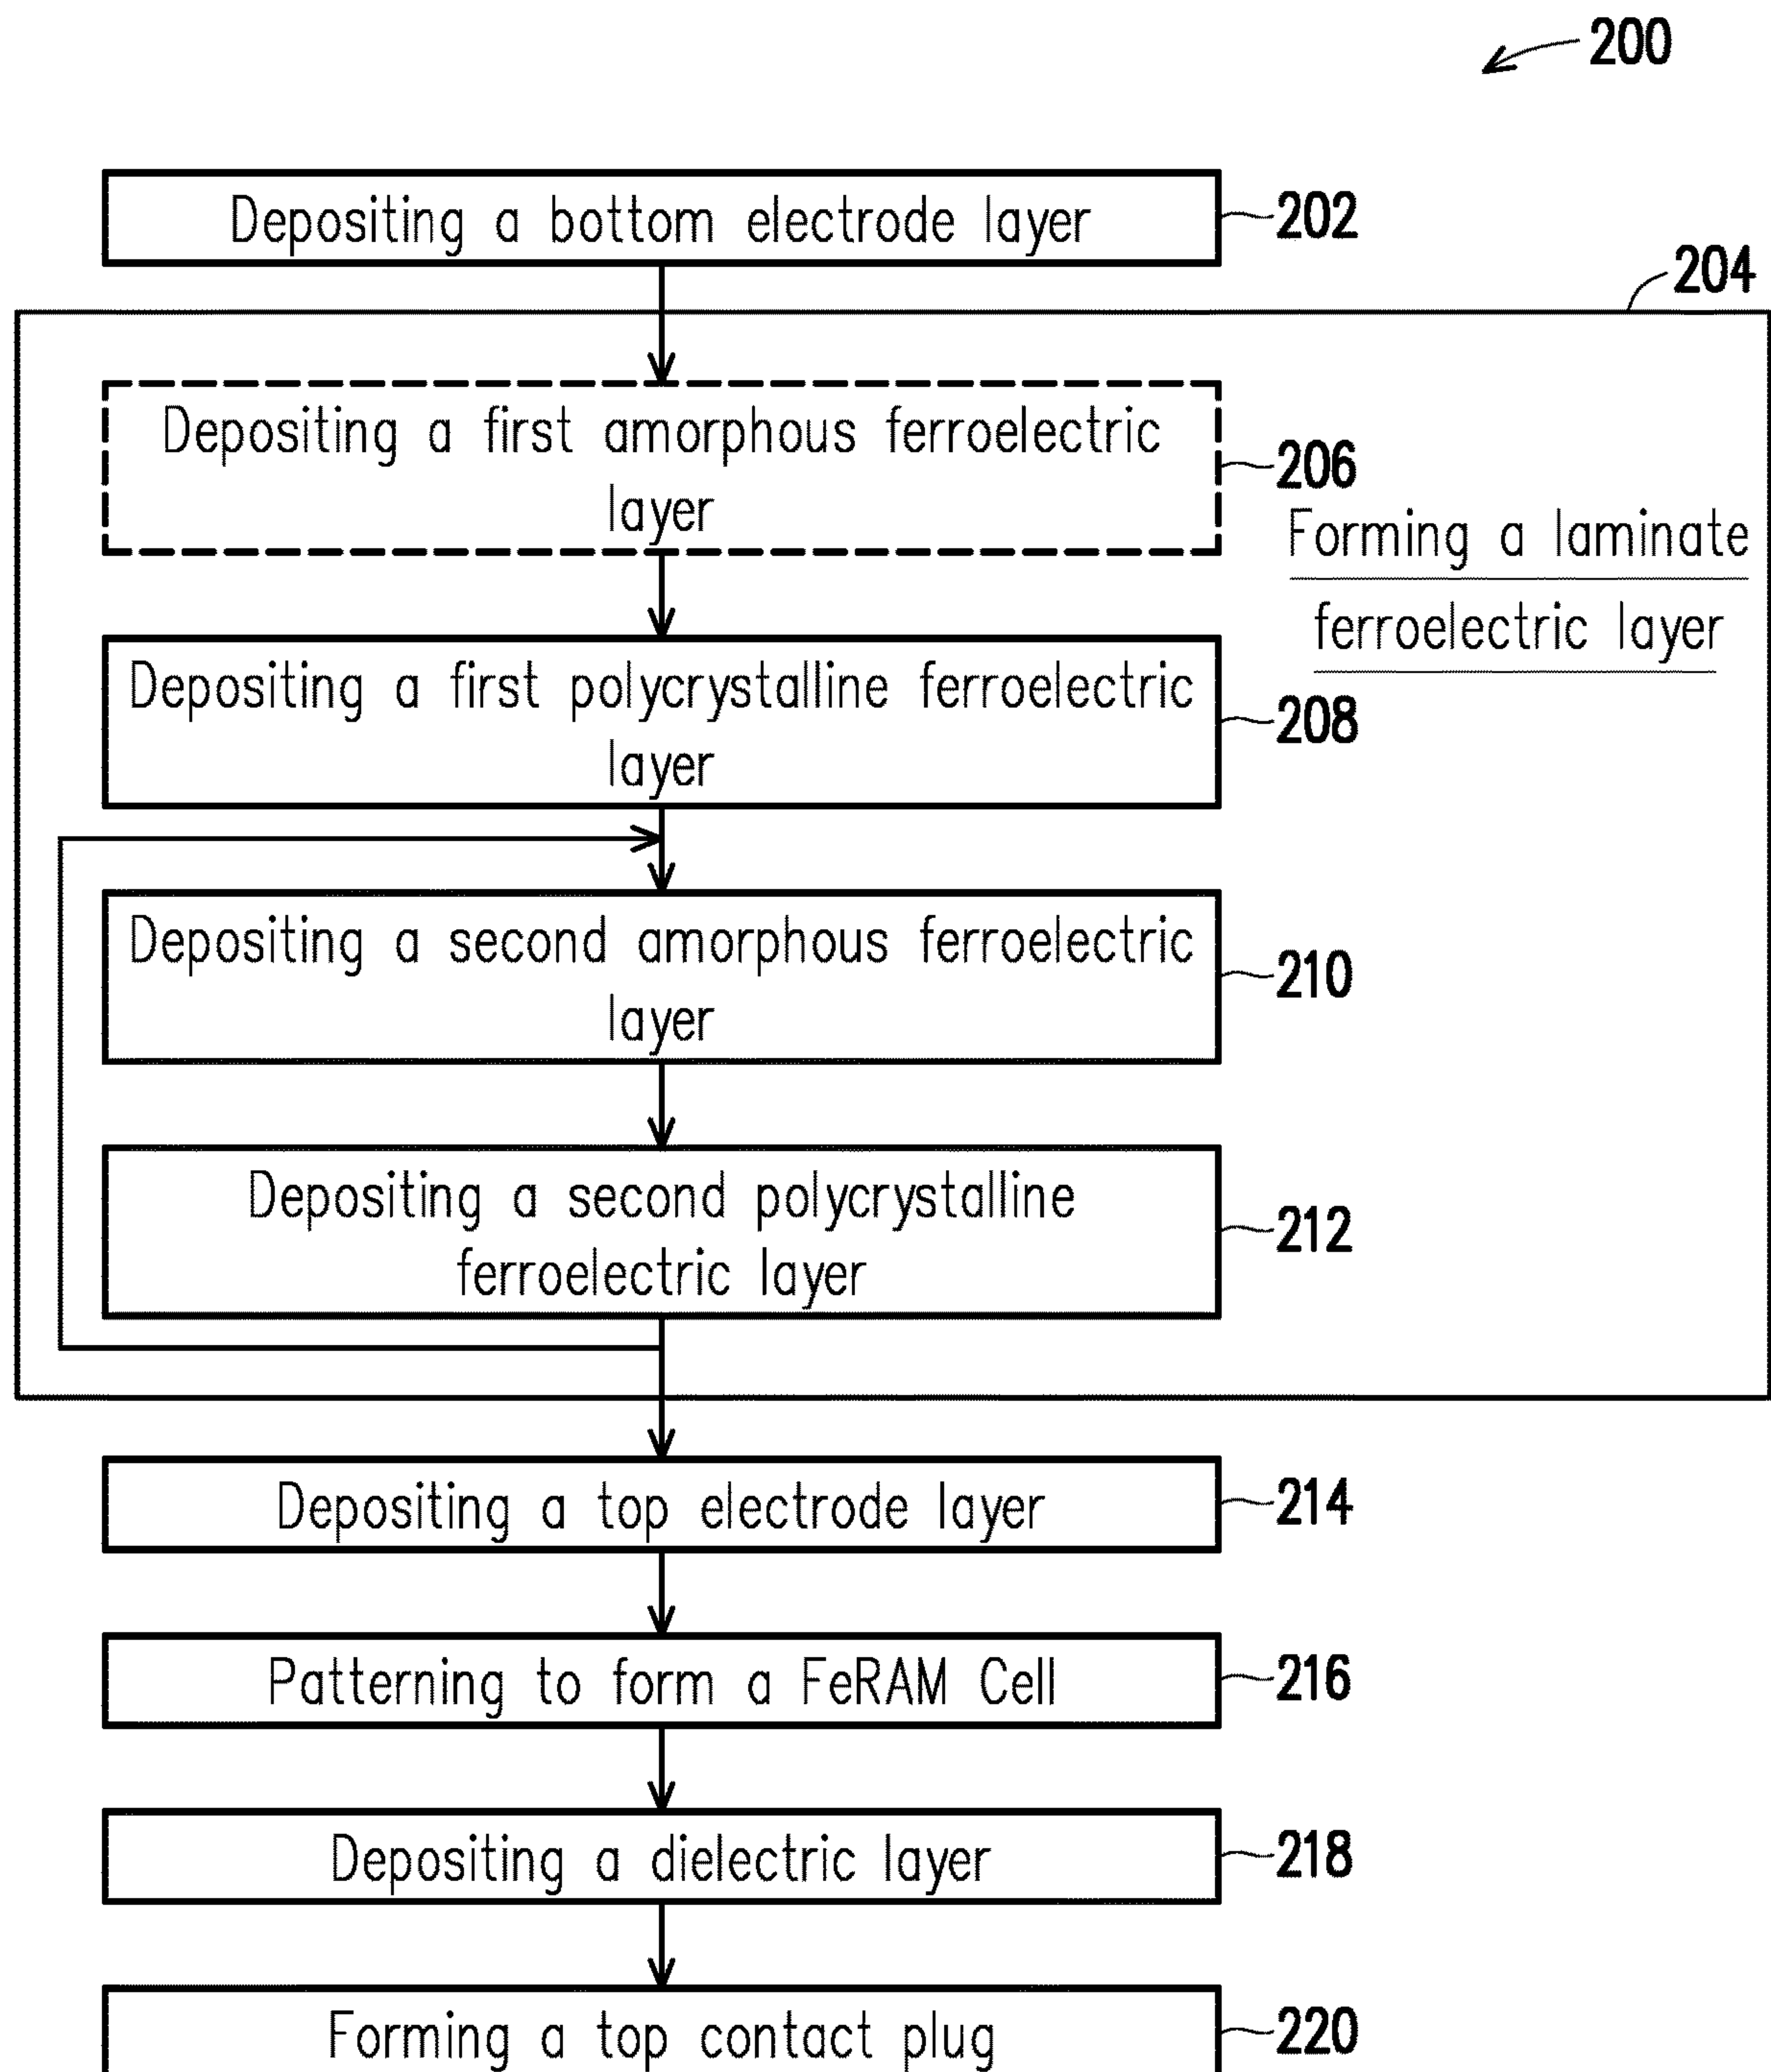 200
Depositing a bottom electrode layer
202
204
Depositing a first amorphous ferroelectric
layer
206
Forming a laminate
ferroelectric layer
Depositing a first polycrystalline ferroelectric
layer
208
Depositing a second amorphous ferroelectric
layer
210
Depositing a second polycrystalline
ferroelectric layer
212
Depositing a top electrode layer
214
Patterning to form a FeRAM Cell
216
Depositing a dielectric layer
218
Forming a top contact plug
220